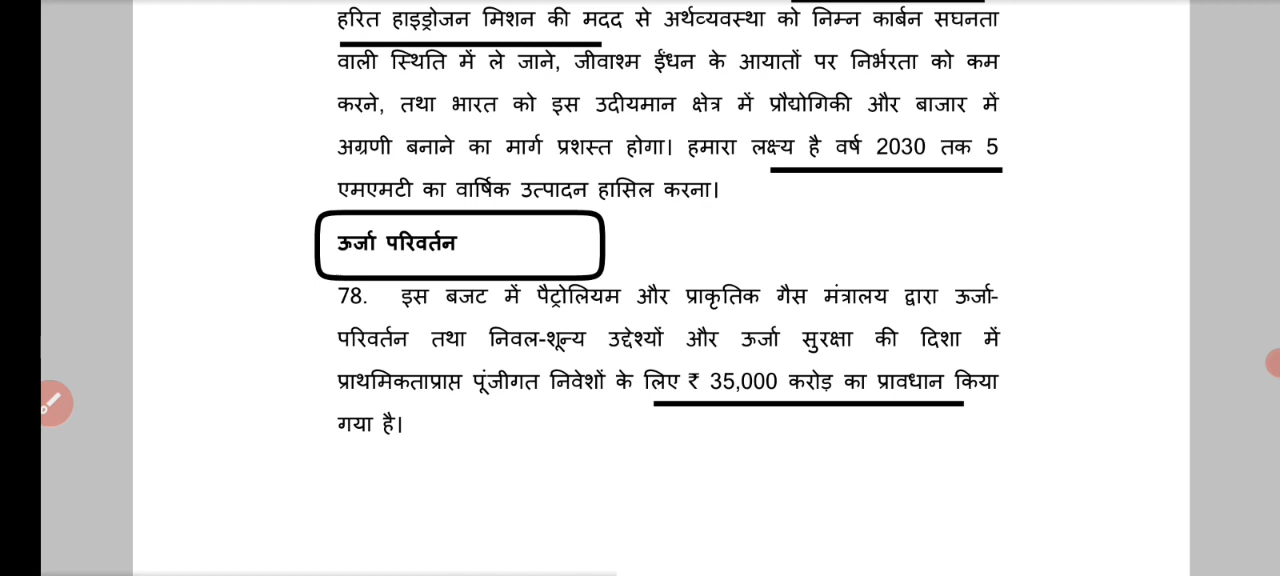 हरित हाइड्रोजन मिशन की मदद से अर्थव्यवस्था को निम्न कार्बन सघनता
वाली स्थिति में ले जाने, जीवाश्म ईंधन के आयातों पर निर्भरता को कम
करने, तथा भारत को इस उदीयमान क्षेत्र में प्रौद्योगिकी और बाजार में
अग्रणी बनाने का मार्ग प्रशस्त होगा। हमारा लक्ष्य है वर्ष 2030 तक 5
एमएमटी का वार्षिक उत्पादन हासिल करना।
ऊर्जा परिवर्तन
78. इस बजट में पैट्रोलियम और प्राकृतिक गैस मंत्रालय द्वारा ऊर्जा-
परिवर्तन तथा निवल-शून्य उद्देश्यों और ऊर्जा सुरक्षा की दिशा में
प्राथमिकताप्राप्त पूंजीगत निवेशों के लिए ₹ 35,000 करोड़ का प्रावधान किया
गया है।